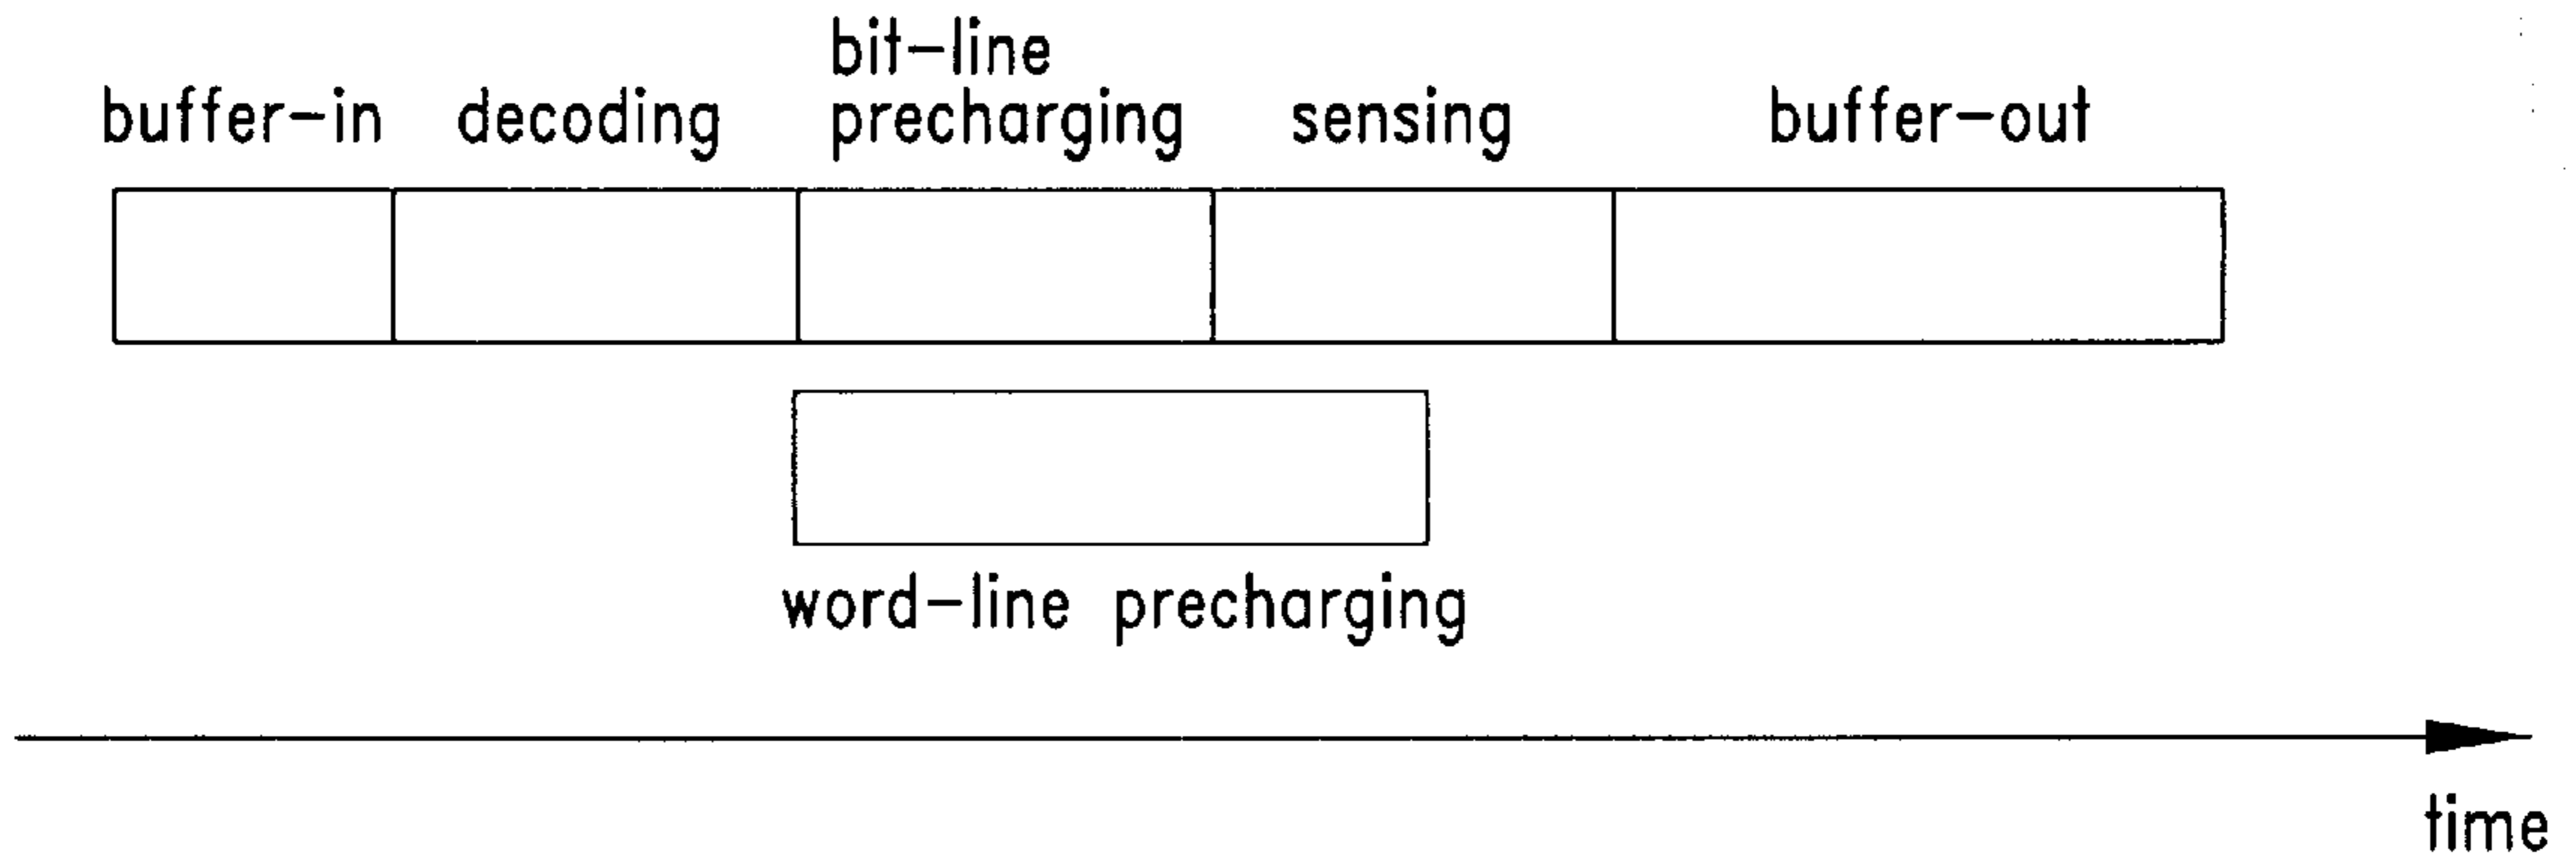 buffer-in
decoding
bit-line
precharging
sensing
buffer-out
word-line precharging
time